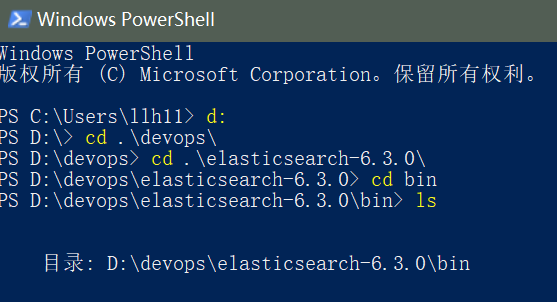 Windows PowerShell
Windows PowerShell
版权所有 (C) Microsoft Corporation。保留所有权利。
PS C:\Users\llh11> d:
PS D:\> cd .\devops\
PS D:\devops> cd .\elasticsearch-6.3.0\
PS D:\devops\elasticsearch-6.3.0> cd bin
PS D:\devops\elasticsearch-6.3.0\bin> ls
目录: D:\devops\elasticsearch-6.3.0\bin